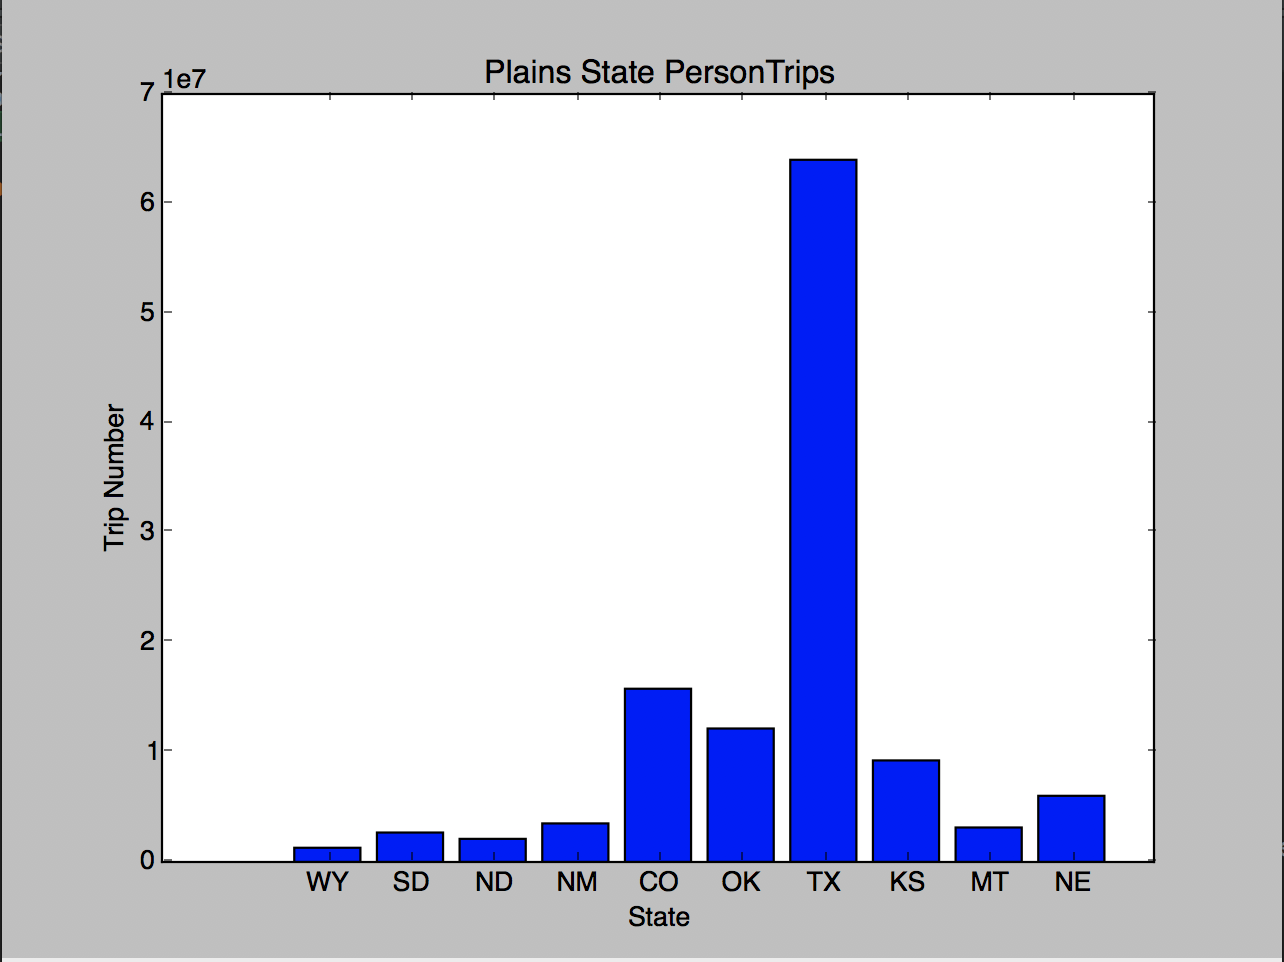 Plains State PersonTrips
1e7
7
6
5
4
3
2
1
0
Trip Number
WY SD ND NM CO OK TX KS MT NE
State